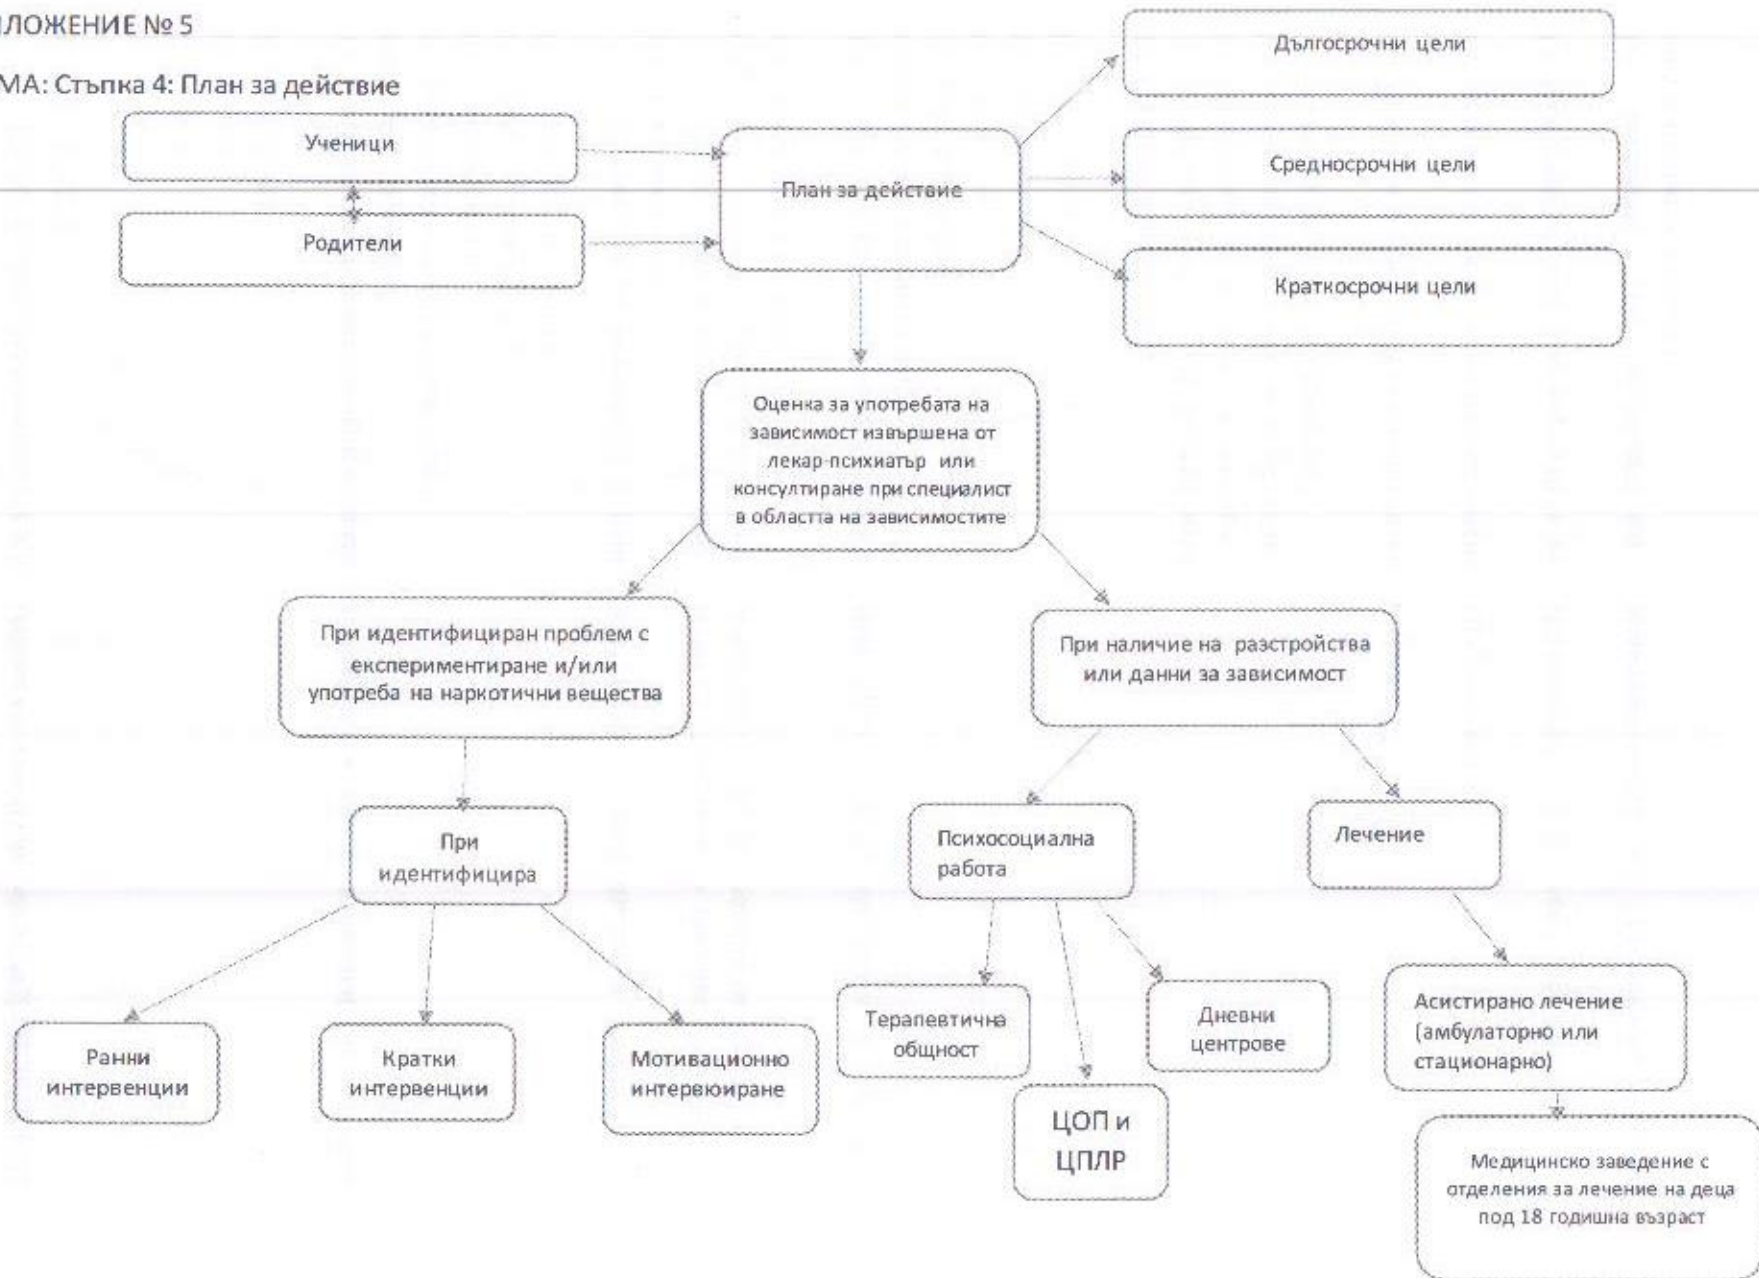 ЛОЖЕНИЕ № 5
МА: Стъпка 4: План за действие
Ученици
Родители
План за действие
Дългосрочни цели
Средносрочни цели
Краткосрочни цели
Оценка за употребата на
зависимост извършена от
лекар-психиатър или
консултиране при специалист
в областта на зависимостите
При идентифициран проблем с
експериментиране и/или
употреба на наркотични вещества
При наличие на разстройства
или данни за зависимост
При
идентифицира
Психосоциална
работа
Лечение
Ранни
интервенции
Кратки
интервенции
Мотивационно
интервюиране
Терапевтична
общност
ЦОП и
ЦПЛР
Дневни
центрове
Асистирано лечение
(амбулаторно или
стационарно)
Медицинско заведение с
отделения за лечение на деца
под 18 годишна възраст